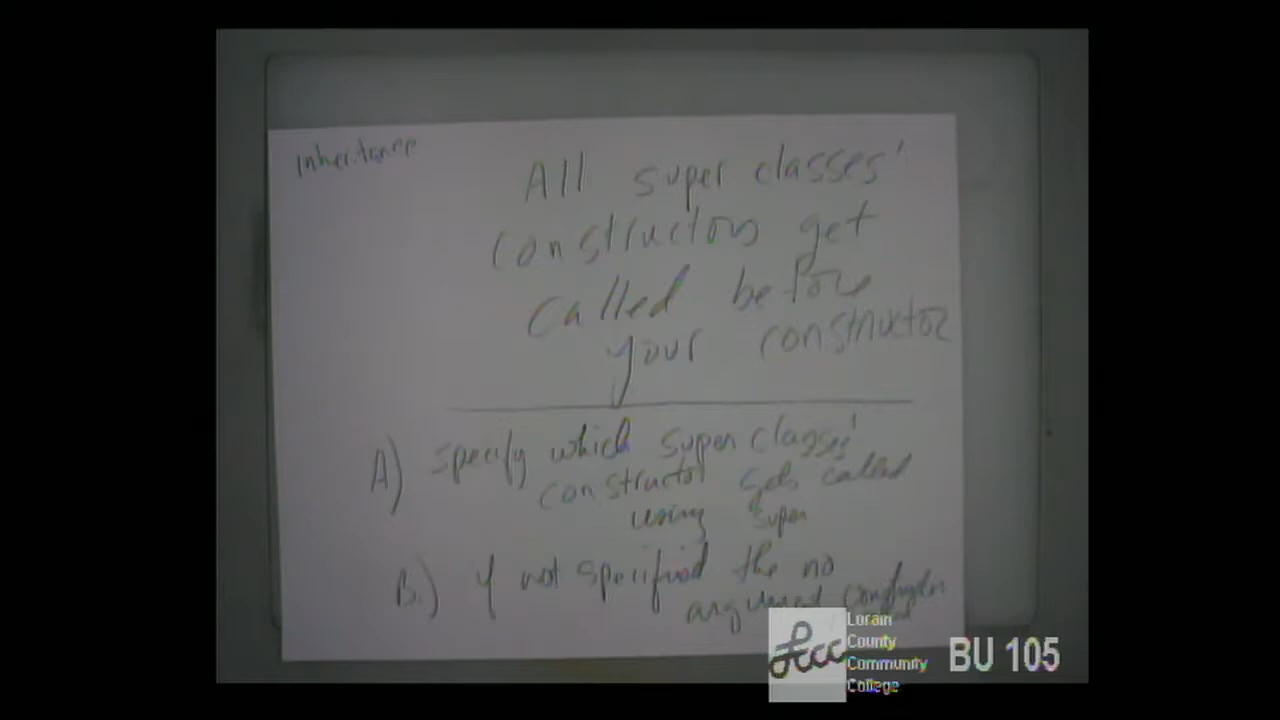 Inheritance
All super classes'
constructors get
called before
your constructor
A) specify which super classes'
constructor gets called
using super
B.) if not specified the no
argument constructor
Lorain
County
Community
College
BU 105
lccc